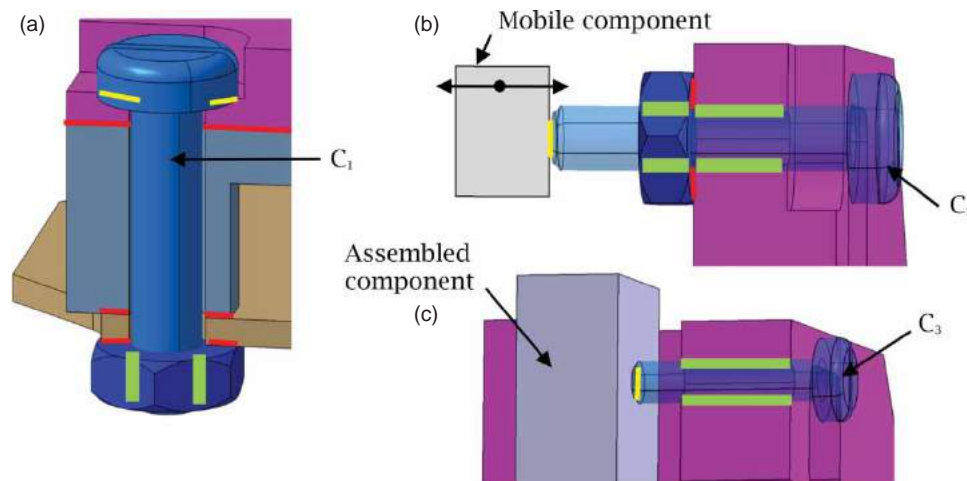 (a)
C₁
(b)
Mobile component
C
Assembled
component
(c)
C₃